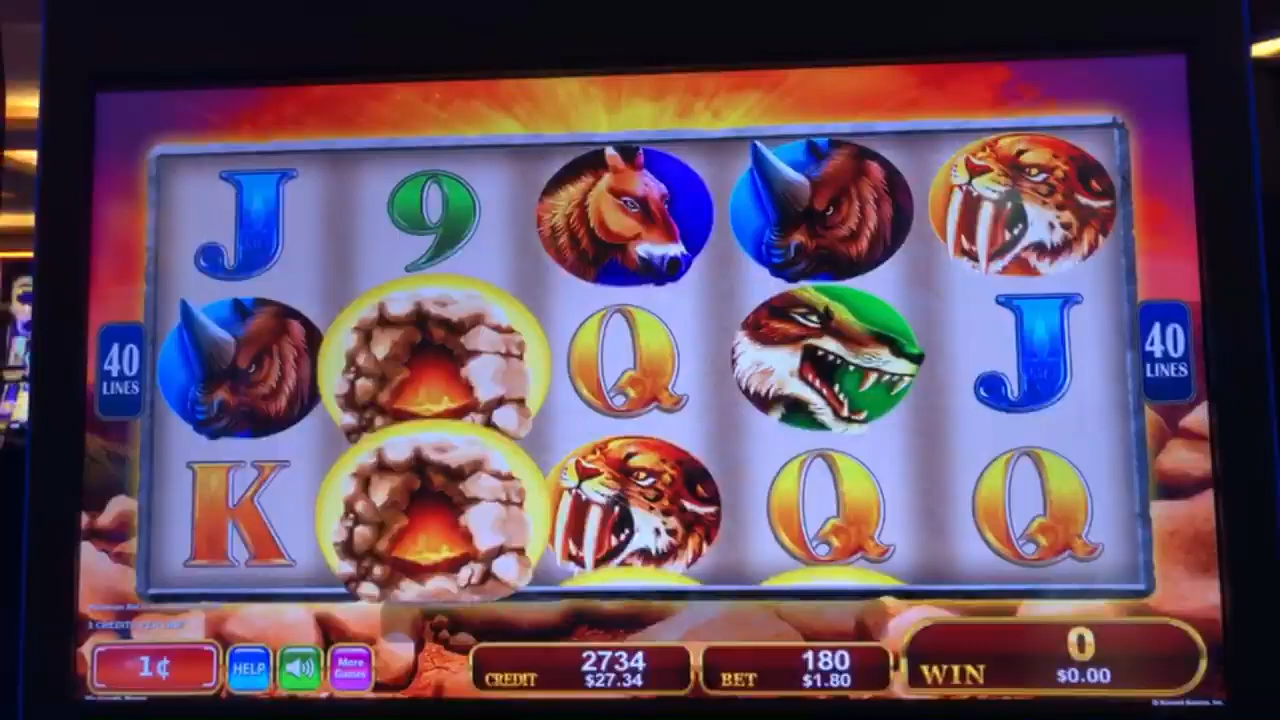 J 9
40 LINES
J
Q
40 LINES
K
Q
Q
1¢
HELP
More Games
2734
CREDIT $27.34
180
BET $1.80
0
WIN $0.00